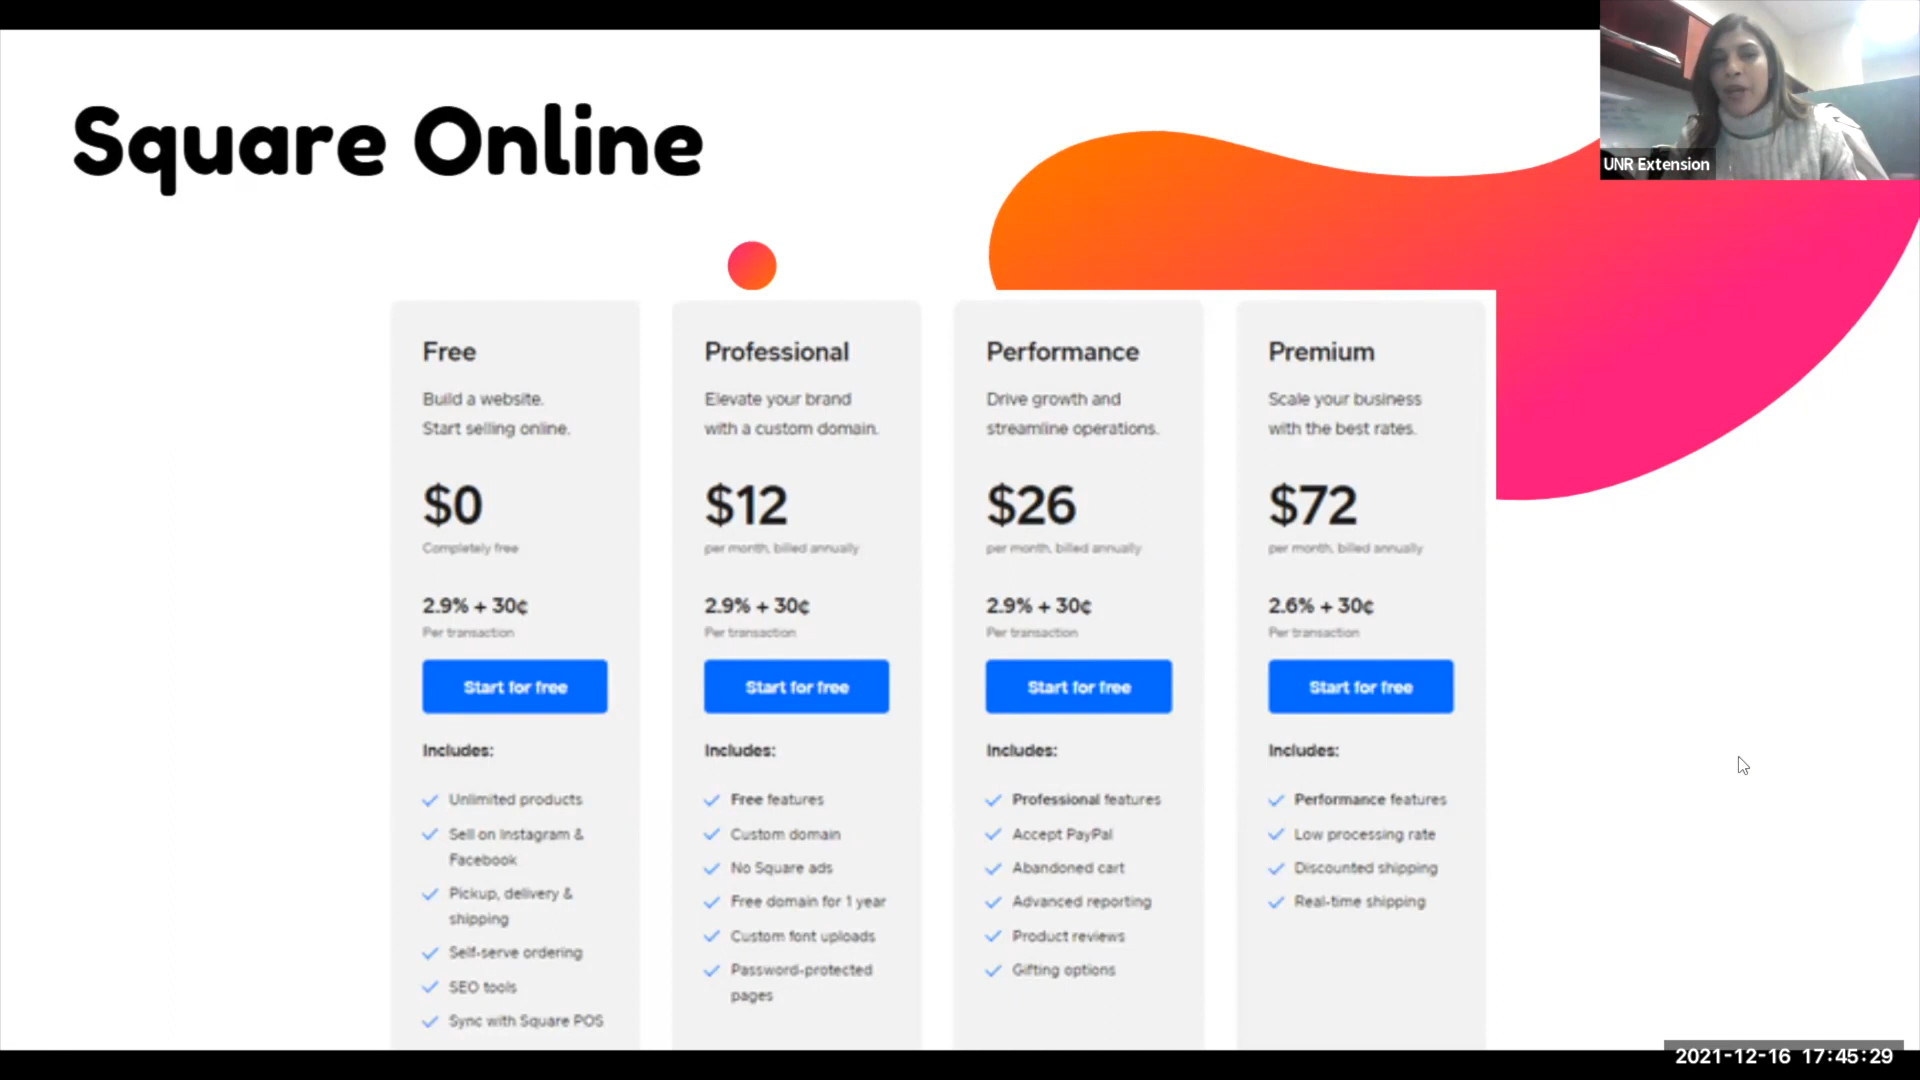 Square Online
UNR Extension
Free
Build a website.
Start selling online.
$0
Completely free
2.9% + 30¢
Per transaction
Start for free
Includes:
Unlimited products
Sell on Instagram &
Facebook
Pickup, delivery &
shipping
Self-serve ordering
SEO tools
Sync with Square POS
Professional
Elevate your brand
with a custom domain.
$12
per month, billed annually
2.9% + 30¢
Per transaction
Start for free
Includes:
Free features
Custom domain
No Square ads
Free domain for 1 year
Custom font uploads
Password-protected
pages
Performance
Drive growth and
streamline operations.
$26
per month, billed annually
2.9% + 30¢
Per transaction
Start for free
Includes:
Professional features
Accept PayPal
Abandoned cart
Advanced reporting
Product reviews
Gifting options
Premium
Scale your business
with the best rates.
$72
per month, billed annually
2.6% + 30¢
Per transaction
Start for free
Includes:
Performance features
Low processing rate
Discounted shipping
Real-time shipping
2021-12-16 17:45:29